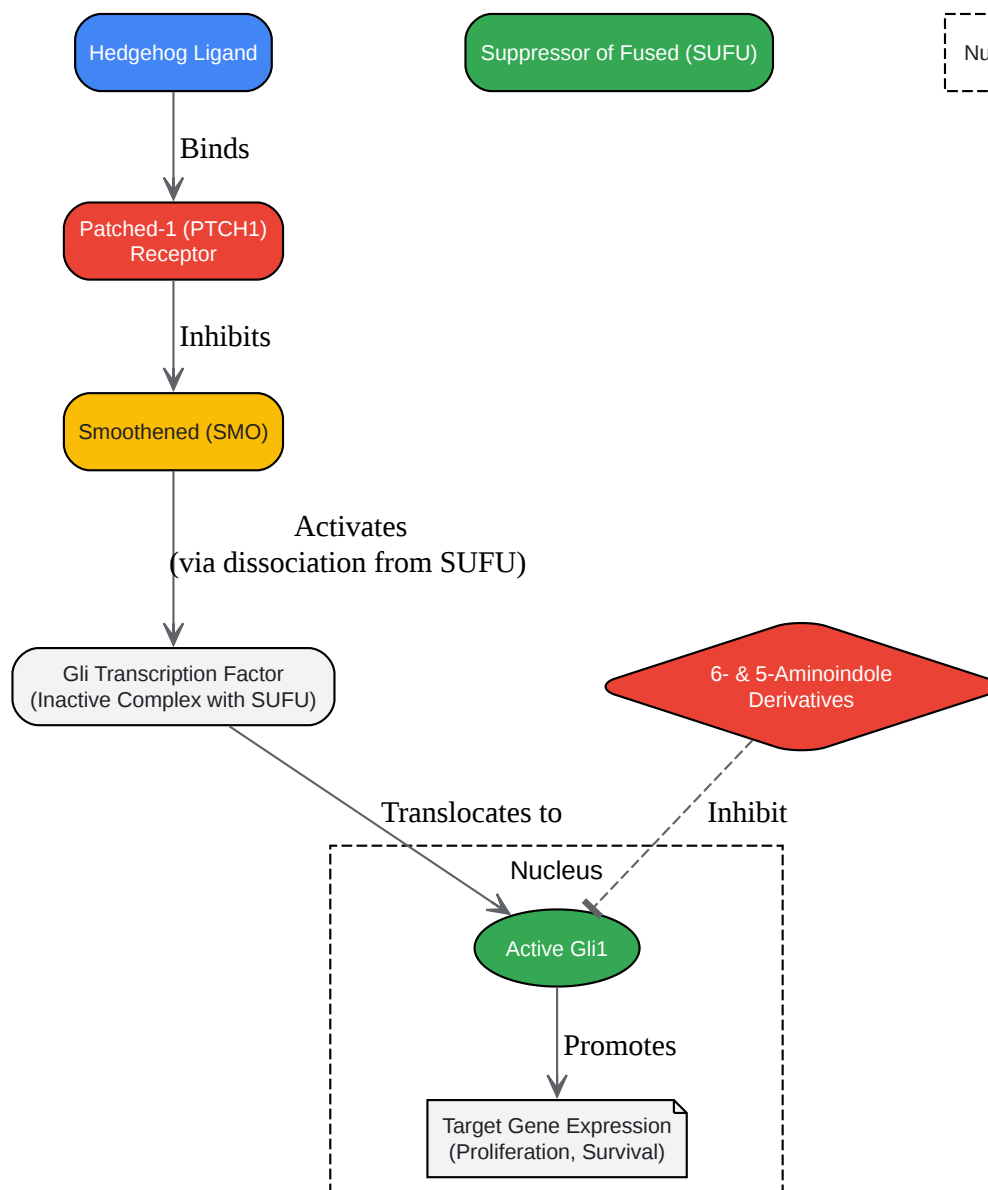 Hedgehog Ligand
Suppressor of Fused (SUFU)
Binds
Patched-1 (PTCH1)
Receptor
Inhibits
Smoothened (SMO)
Activates
(via dissociation from SUFU)
Gli Transcription Factor
(Inactive Complex with SUFU)
6- & 5-Aminoindole
Derivatives
Translocates to
Inhibit
Nucleus
Active Gli1
Promotes
Target Gene Expression
(Proliferation, Survival)